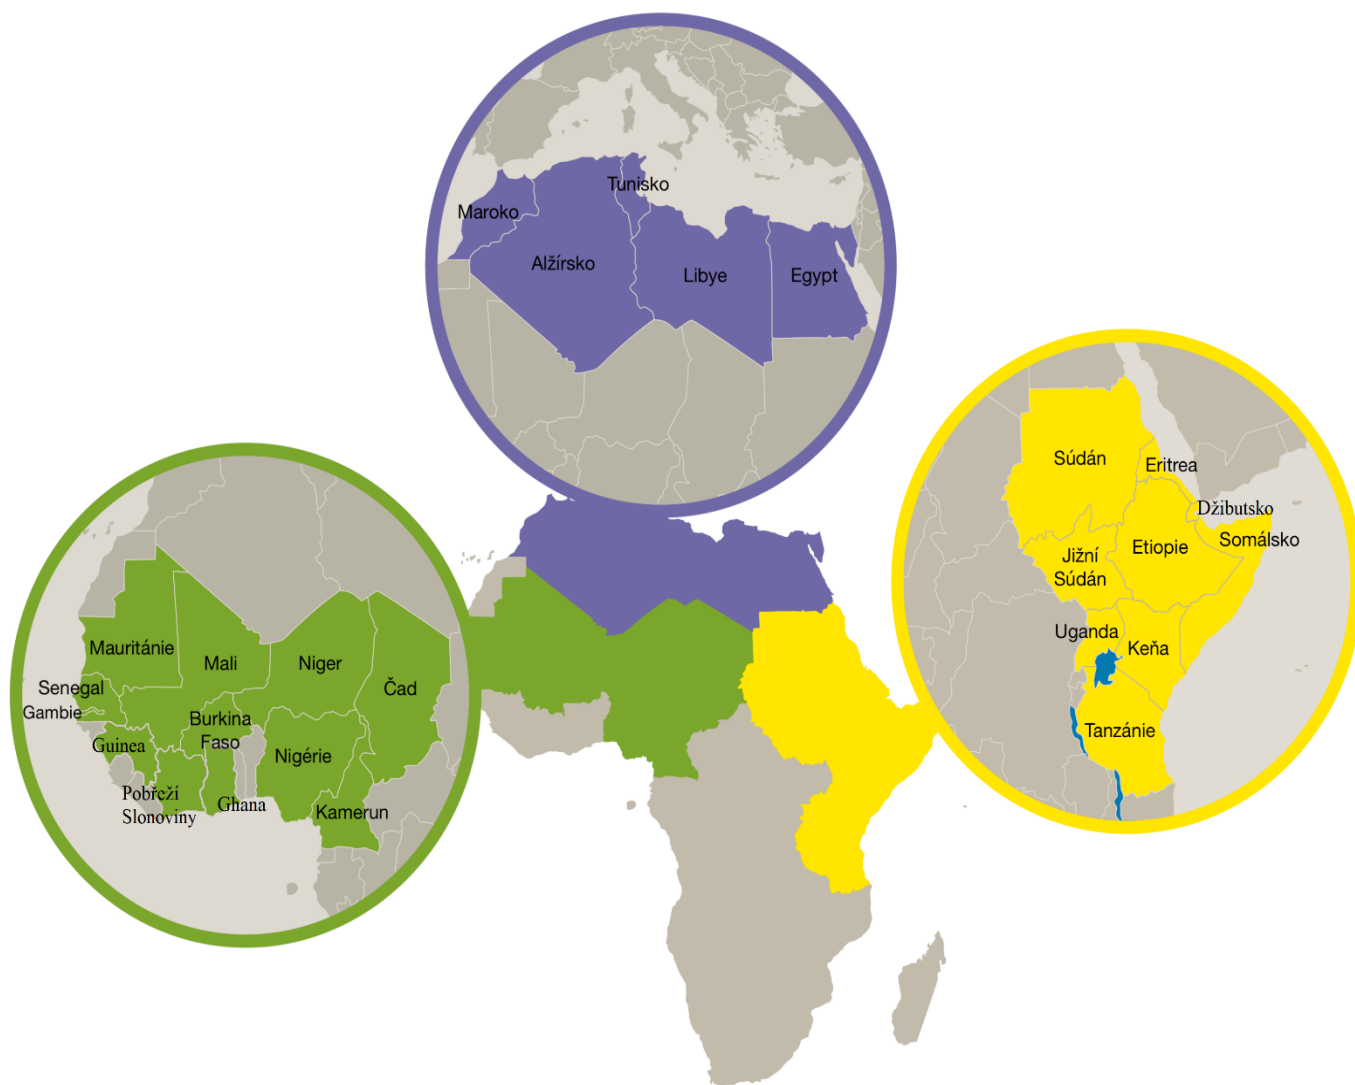 Tunisko
Maroko
Alžírsko
Libye
Egypt
Mauritánie
Mali
Niger
Čad
Senegal
Gambie
Burkina
Faso
Guinea
Nigérie
Pobřeží
Slonoviny
Ghana
Kamerun
Súdán
Eritrea
Džibutsko
Somálsko
Etiopie
Jižní
Súdán
Uganda
Keňa
Tanzánie